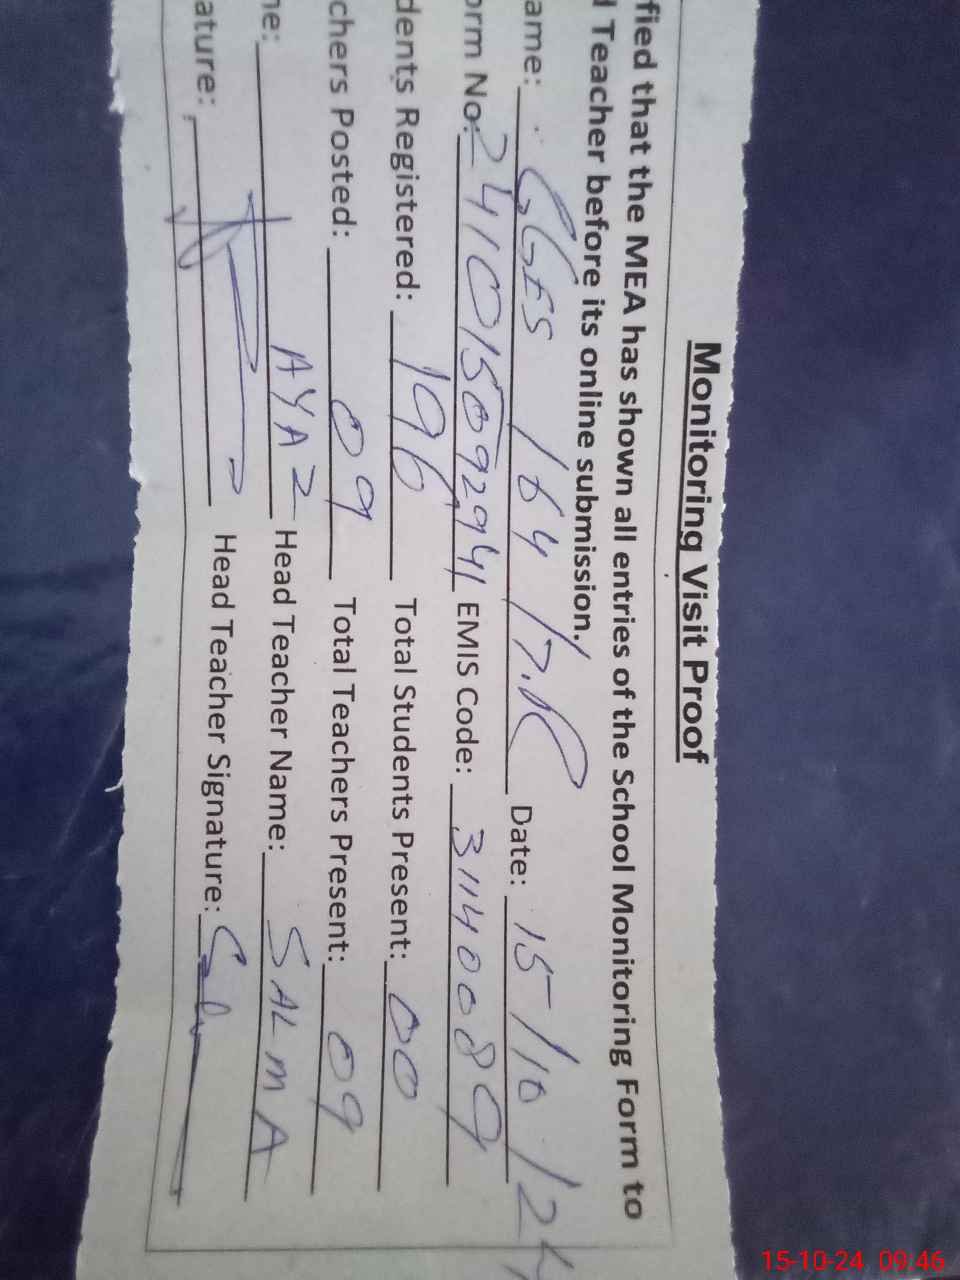 Monitoring Visit Proof
fied that the MEA has shown all entries of the School Monitoring Form to
d Teacher before its online submission.
ame: GGES 164 /7.R Date: 15/10/24
orm No: 24101509294 EMIS Code: 31140089
dents Registered: 196 Total Students Present: 00
chers Posted: 09 Total Teachers Present: 09
ne: AYAZ Head Teacher Name: SALMA
ature: Head Teacher Signature:
15-10-24 09:46